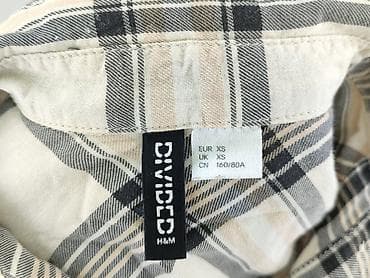 DIVIDED
H&M
EUR XS
UK XS
CN 160/80A